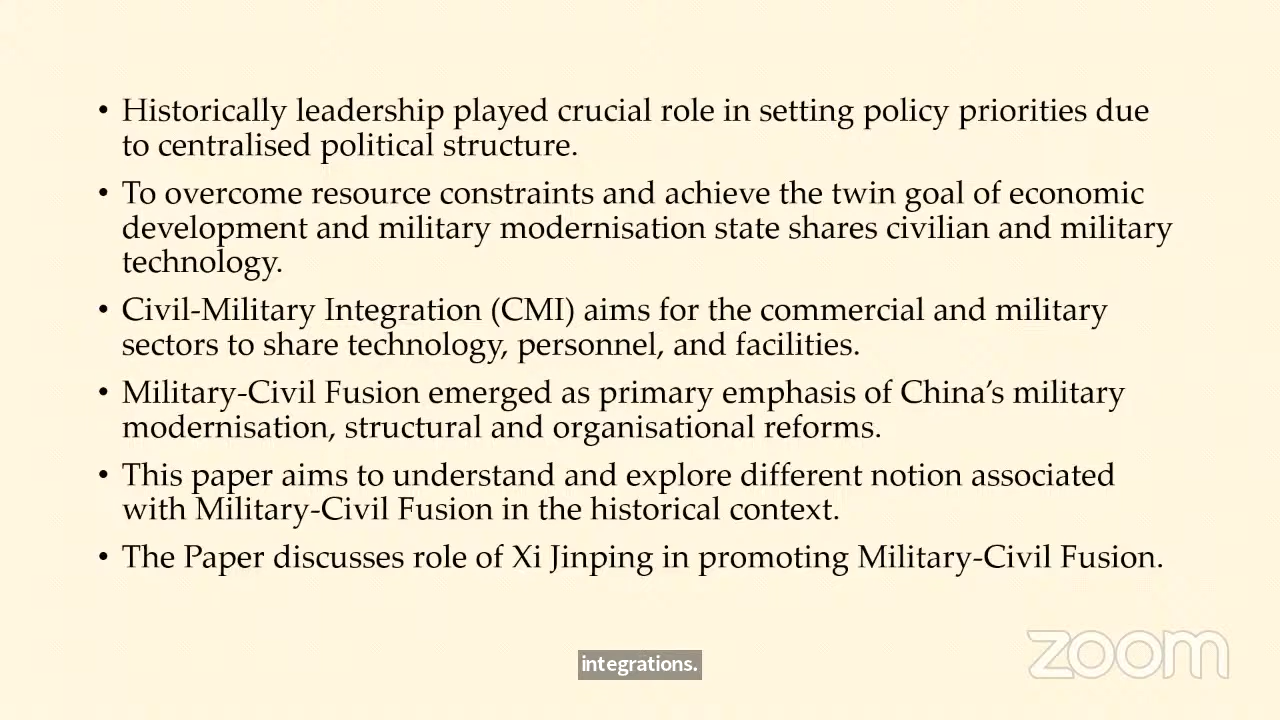 • Historically leadership played crucial role in setting policy priorities due
to centralised political structure.
• To overcome resource constraints and achieve the twin goal of economic
development and military modernisation state shares civilian and military
technology.
• Civil-Military Integration (CMI) aims for the commercial and military
sectors to share technology, personnel, and facilities.
• Military-Civil Fusion emerged as primary emphasis of China’s military
modernisation, structural and organisational reforms.
• This paper aims to understand and explore different notion associated
with Military-Civil Fusion in the historical context.
• The Paper discusses role of Xi Jinping in promoting Military-Civil Fusion.
zoom
integrations.